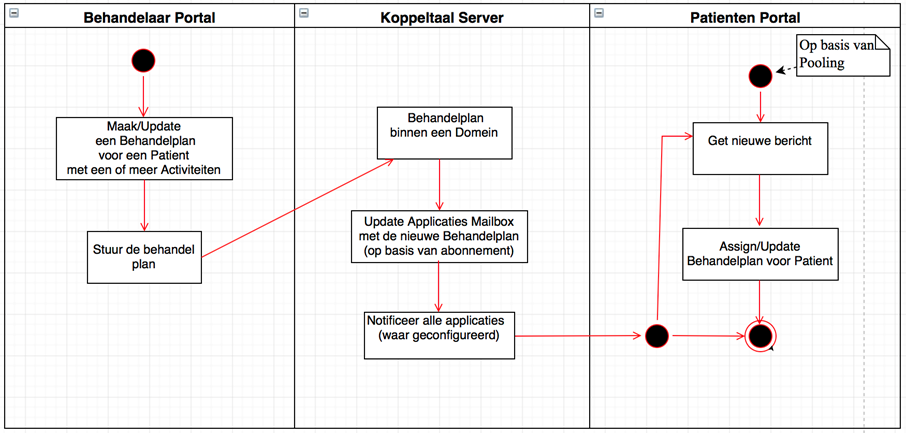 Behandelaar Portal
Koppeltaal Server
Patienten Portal
Maak/Update
een Behandelplan
voor een Patient
met een of meer Activiteiten
Stuur de behandel
plan
Behandelplan
binnen een Domein
Update Applicaties Mailbox
met de nieuwe Behandelplan
(op basis van abonnement)
Notificeer alle applicaties
(waar geconfigureerd)
Op basis van
Pooling
Get nieuwe bericht
Assign/Update
Behandelplan voor Patient